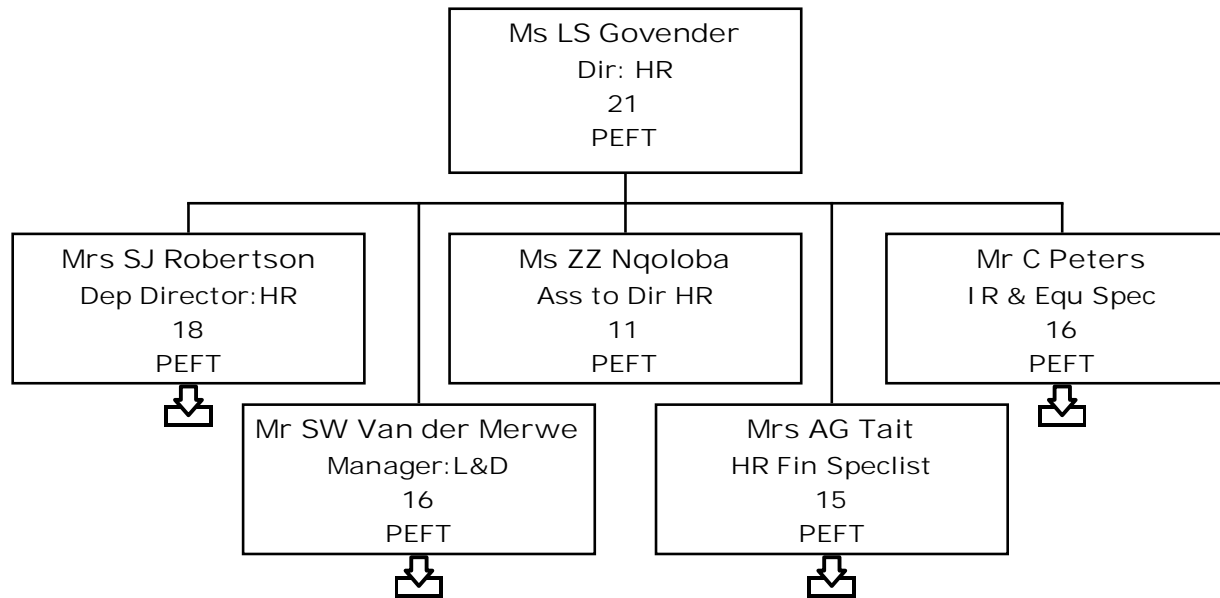 Ms LS Govender
Dir: HR
21
PEFT
Mrs SJ Robertson
Dep Director:HR
18
PEFT
Ms ZZ Nqoloba
Ass to Dir HR
11
PEFT
Mr C Peters
IR & Equ Spec
16
PEFT
Mr SW Van der Merwe
Manager:L&D
16
PEFT
Mrs AG Tait
HR Fin Speclist
15
PEFT